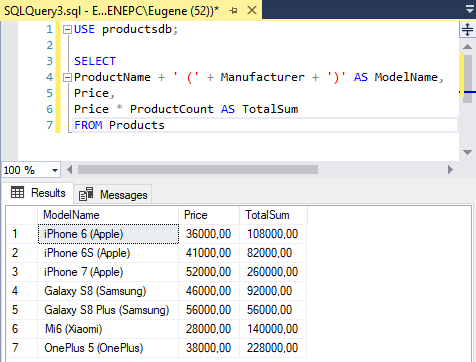 SQLQuery3.sql - E...ENEPC\Eugene (52))*
1 USE productsdb;
2
3 SELECT
4 ProductName + ' (' + Manufacturer + ')' AS ModelName,
5 Price,
6 Price * ProductCount AS TotalSum
7 FROM Products
100 %
Results Messages
ModelName Price TotalSum
1 iPhone 6 (Apple) 36000,00 108000,00
2 iPhone 6S (Apple) 41000,00 82000,00
3 iPhone 7 (Apple) 52000,00 260000,00
4 Galaxy S8 (Samsung) 46000,00 92000,00
5 Galaxy S8 Plus (Samsung) 56000,00 56000,00
6 Mi6 (Xiaomi) 28000,00 140000,00
7 OnePlus 5 (OnePlus) 38000,00 228000,00